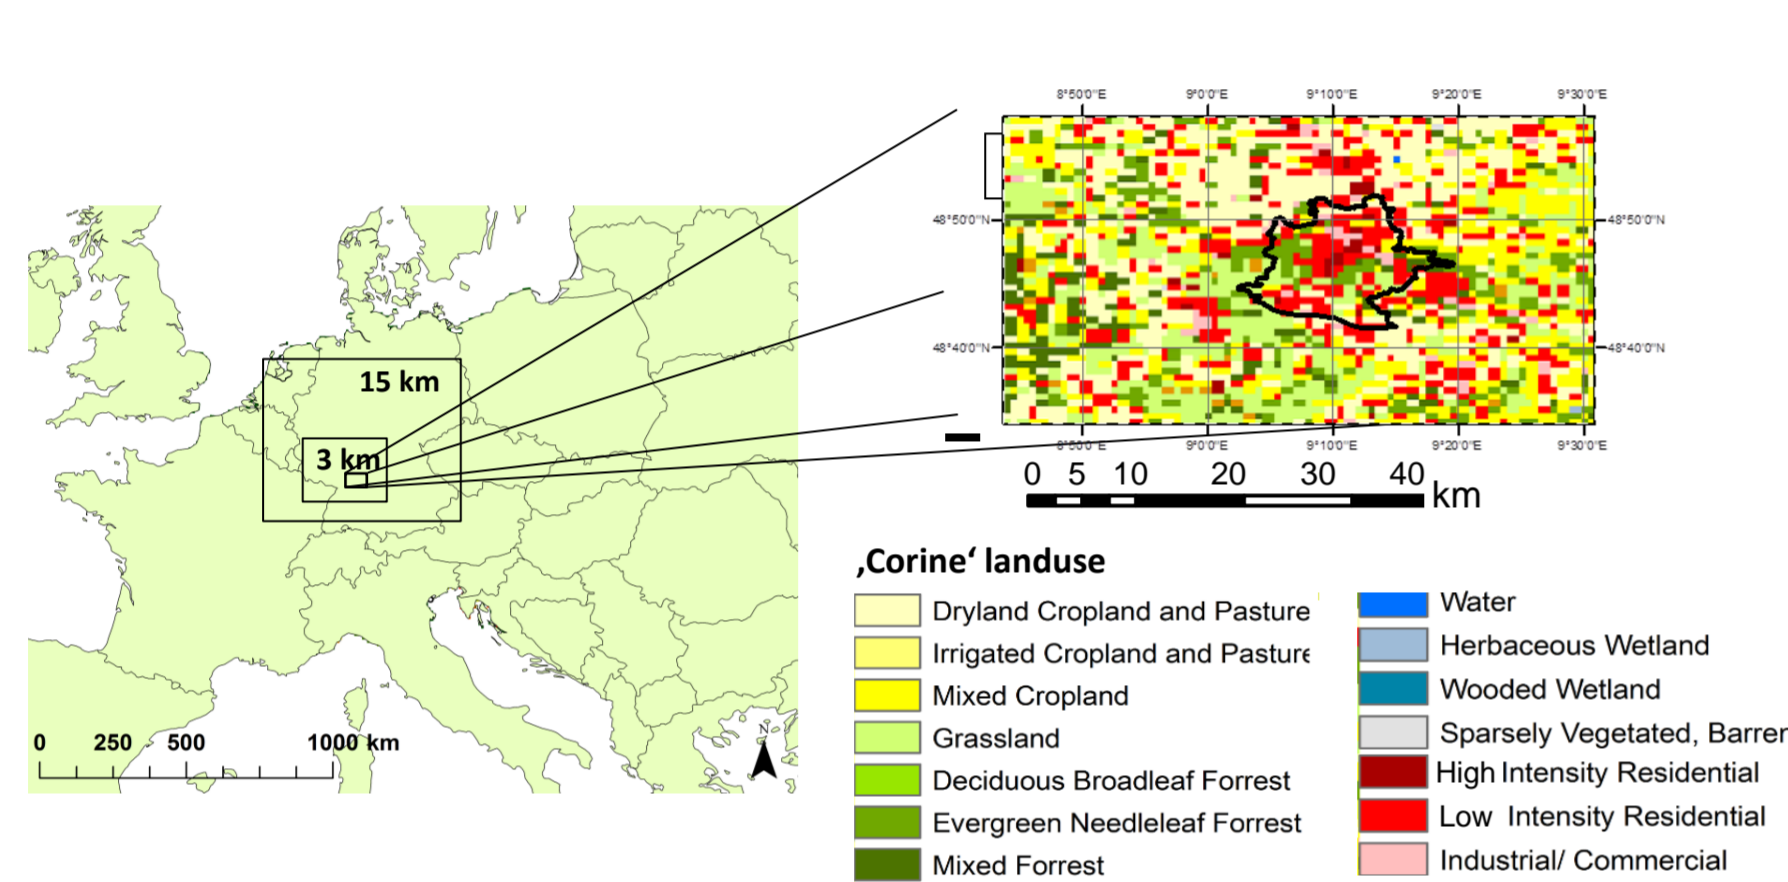 8°50'0"E 9°0'0"E 9°10'0"E 9°20'0"E 9°30'0"E
48°50'0"N 48°50'0"N
48°40'0"N 48°40'0"N
8°50'0"E 9°0'0"E 9°10'0"E 9°20'0"E 9°30'0"E
0 5 10 20 30 40 km
15 km
3 km
0 250 500 1000 km
N
‚Corine‘ landuse
Dryland Cropland and Pasture
Irrigated Cropland and Pasture
Mixed Cropland
Grassland
Deciduous Broadleaf Forrest
Evergreen Needleleaf Forrest
Mixed Forrest
Water
Herbaceous Wetland
Wooded Wetland
Sparsely Vegetated, Barrer
High Intensity Residential
Low Intensity Residential
Industrial/ Commercial